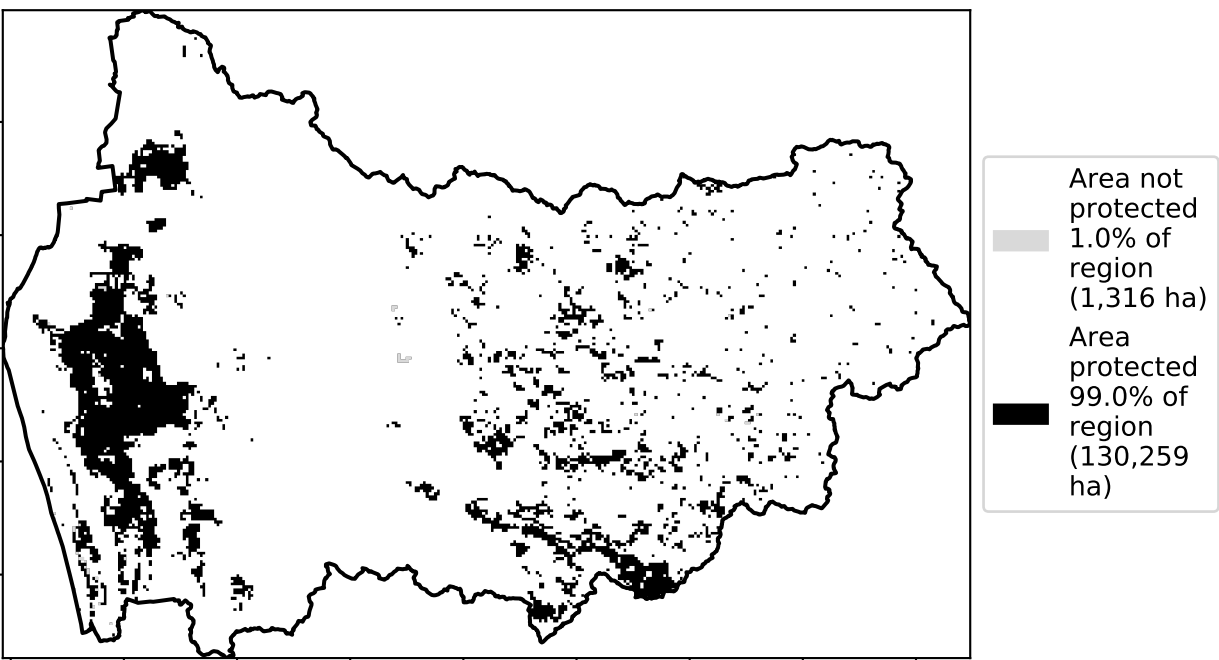 Area not
protected
1.0% of
region
(1,316 ha)
Area
protected
99.0% of
region
(130,259
ha)